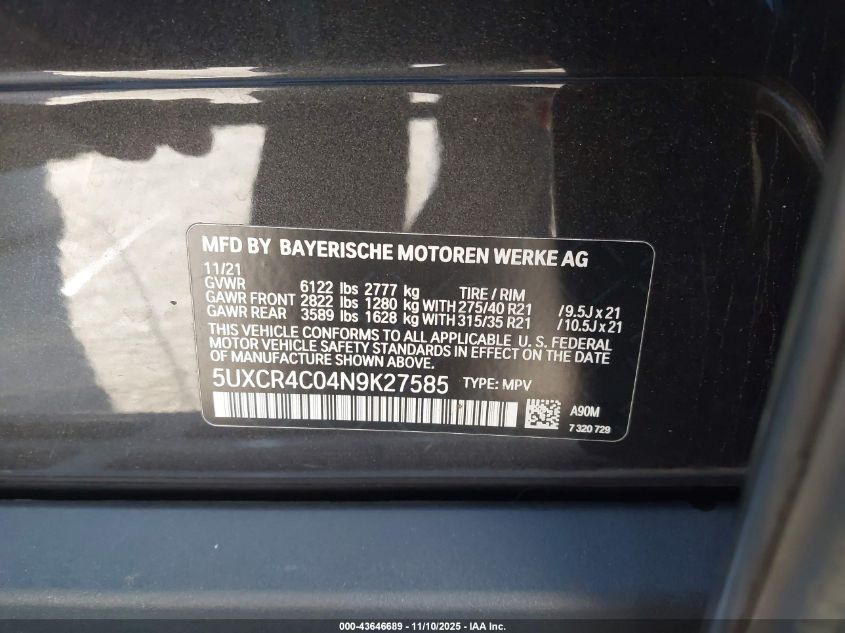 MFD BY BAYERISCHE MOTOREN WERKE AG
11/21
GVWR 6122 lbs 2777 kg TIRE / RIM
GAWR FRONT 2822 lbs 1280 kg WITH 275/40 R21 / 9.5J x 21
GAWR REAR 3589 lbs 1628 kg WITH 315/35 R21 / 10.5J x 21
THIS VEHICLE CONFORMS TO ALL APPLICABLE U. S. FEDERAL
MOTOR VEHICLE SAFETY STANDARDS IN EFFECT ON THE DATE
OF MANUFACTURE SHOWN ABOVE.
5UXCR4C04N9K27585 TYPE: MPV
A90M
7 320 729
000-43646689 - 11/10/2025 - IAA Inc.